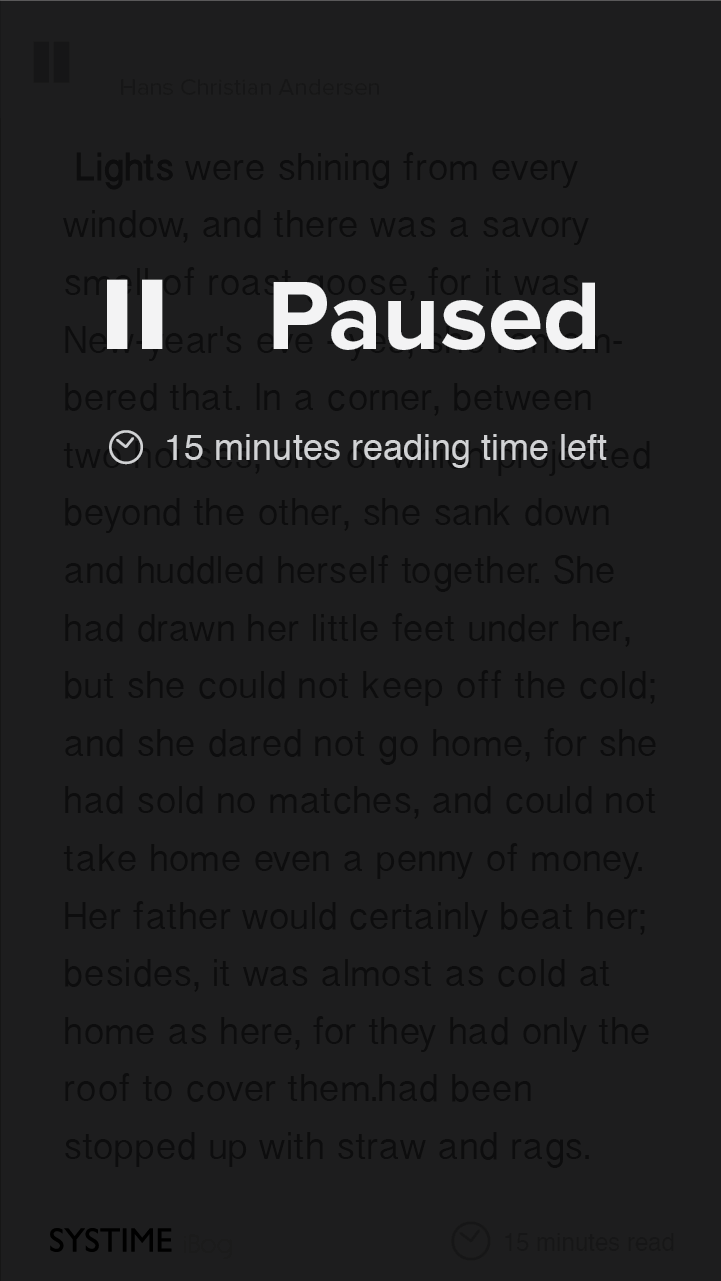 Hans Christian Andersen
Lights were shining from every
window, and there was a savory
smell of roast goose, for it was
Paused
New-year's eve - yes, she remem-
bered that. In a corner, between
15 minutes reading time left
two houses, one of which projected
beyond the other, she sank down
and huddled herself together. She
had drawn her little feet under her,
but she could not keep off the cold;
and she dared not go home, for she
had sold no matches, and could not
take home even a penny of money.
Her father would certainly beat her;
besides, it was almost as cold at
home as here, for they had only the
roof to cover them.had been
stopped up with straw and rags.
SYSTIME
15 minutes read